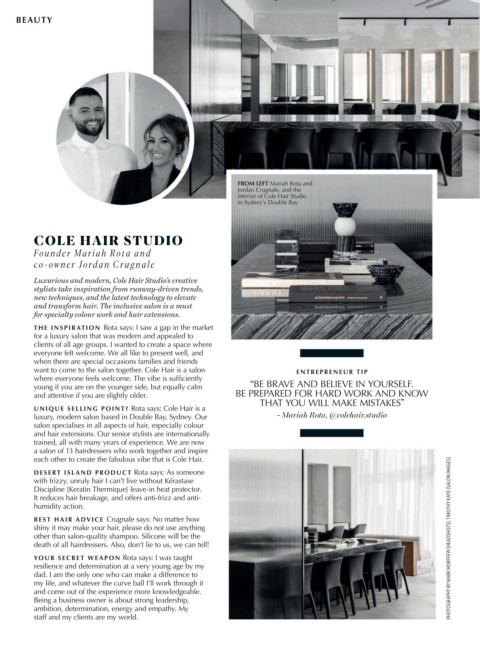 BEAUTY
FROM LEFT Mariah Rota and
Jordan Crugnale, and the
interior of Cole Hair Studio
in Sydney's Double Bay.
COLE HAIR STUDIO
Founder Mariah Rota and
co-owner Jordan Crugnale
Luxurious and modern, Cole Hair Studio's creative
stylists take inspiration from runway-driven trends,
new techniques, and the latest technology to elevate
and transform hair. The inclusive salon is a must
for specialty colour work and hair extensions.
THE INSPIRATION Rota says: I saw a gap in the market
for a luxury salon that was modern and appealed to
clients of all age groups. I wanted to create a space where
everyone felt welcome. We all like to present well, and
when there are special occasions families and friends
want to come to the salon together. Cole Hair is a salon
where everyone feels welcome. The vibe is sufficiently
young if you are on the younger side, but equally calm
and attentive if you are slightly older.
UNIQUE SELLING POINT? Rota says: Cole Hair is a
luxury, modern salon based in Double Bay, Sydney. Our
salon specialises in all aspects of hair, especially colour
and hair extensions. Our senior stylists are internationally
trained, all with many years of experience. We are now
a salon of 13 hairdressers who work together and inspire
each other to create the fabulous vibe that is Cole Hair.
DESERT ISLAND PRODUCT Rota says: As someone
with frizzy, unruly hair I can't live without Kérastase
Discipline [Keratin Thermique] leave-in heat protector.
It reduces hair breakage, and offers anti-frizz and anti-
humidity action.
BEST HAIR ADVICE Crugnale says: No matter how
shiny it may make your hair, please do not use anything
other than salon-quality shampoo. Silicone will be the
death of all hairdressers. Also, don't lie to us, we can tell!
YOUR SECRET WEAPON Rota says: I was taught
resilience and determination at a very young age by my
dad. I am the only one who can make a difference to
my life, and whatever the curve ball I'll work through it
and come out of the experience more knowledgeable.
Being a business owner is about strong leadership,
ambition, determination, energy and empathy. My
staff and my clients are my world.
ENTREPRENEUR TIP
"BE BRAVE AND BELIEVE IN YOURSELF.
BE PREPARED FOR HARD WORK AND KNOW
THAT YOU WILL MAKE MISTAKES"
– Mariah Rota, @colehair.studio